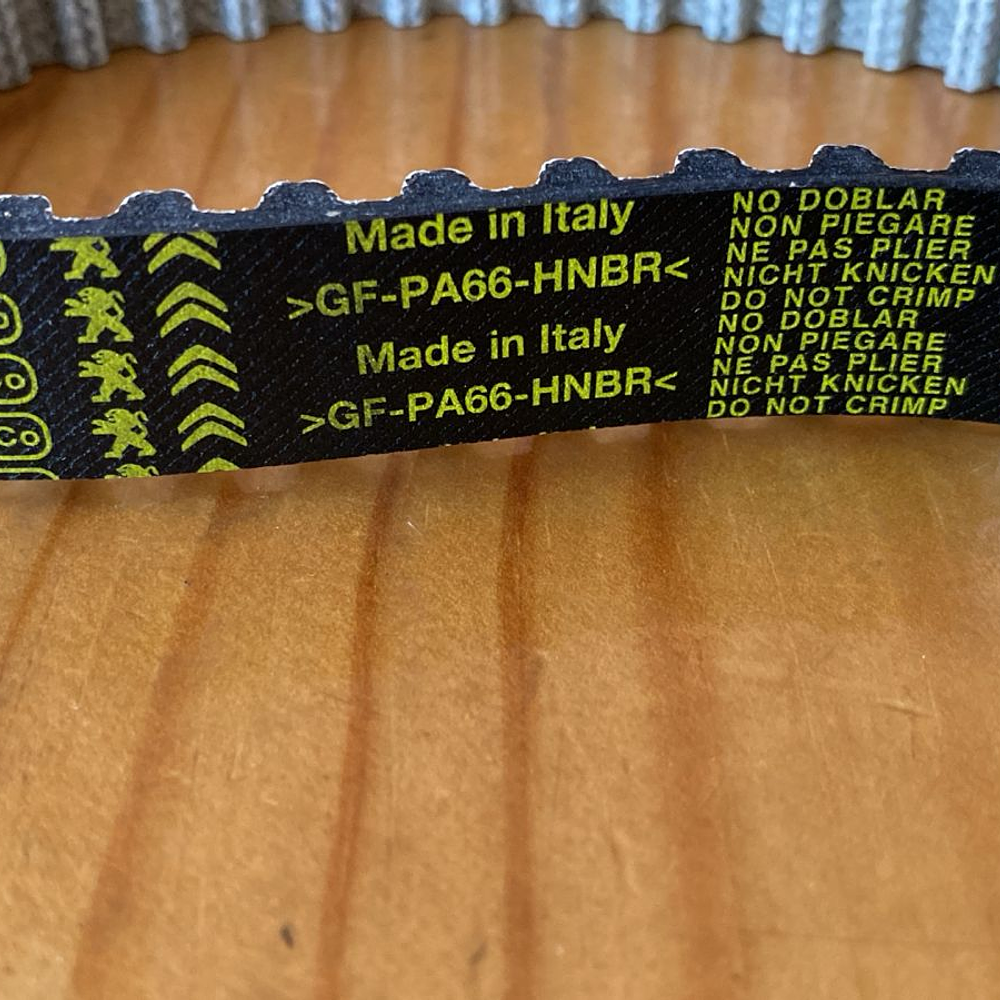 Made in Italy
>GF-PA66-HNBR<
Made in Italy
>GF-PA66-HNBR<
NO DOBLAR
NON PIEGARE
NE PAS PLIER
NICHT KNICKEN
DO NOT CRIMP
NO DOBLAR
NON PIEGARE
NE PAS PLIER
NICHT KNICKEN
DO NOT CRIMP